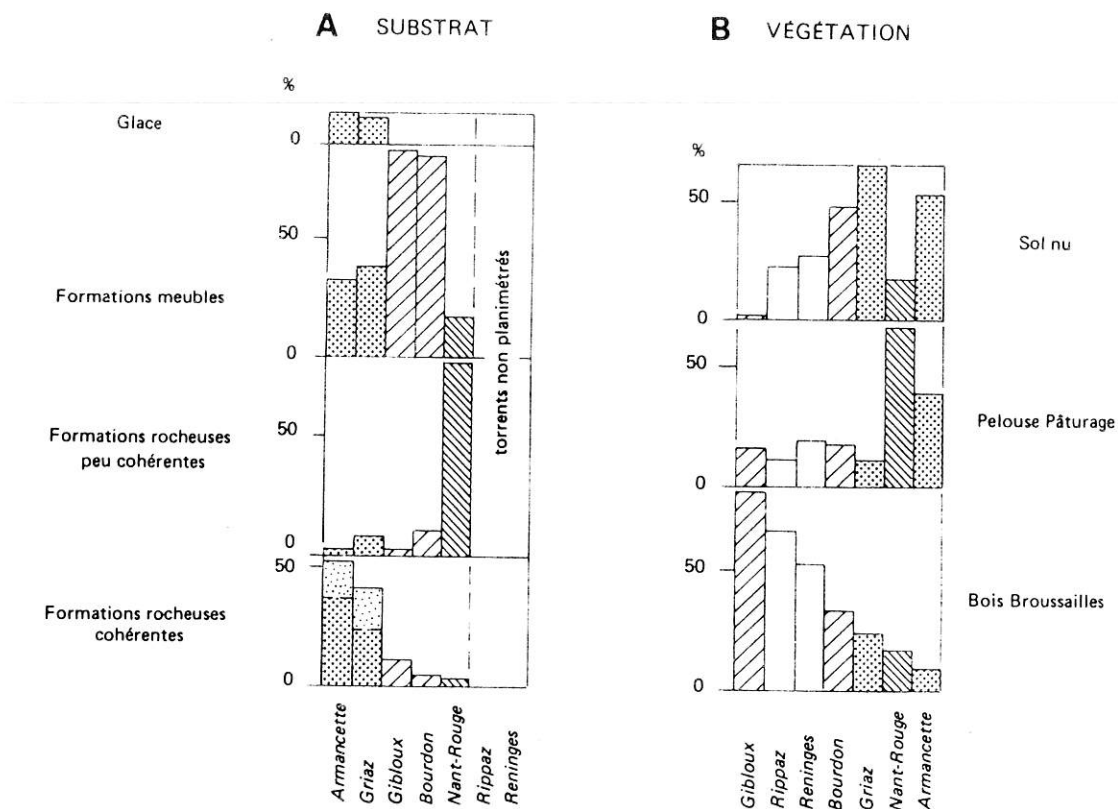 A SUBSTRAT
%
Glace
0
50
Formations meubles
0
50
Formations rocheuses
peu cohérentes
0
50
Formations rocheuses
cohérentes
0
torrents non planimétrés
Armancette
Griaz
Gibloux
Bourdon
Nant-Rouge
Rippaz
Reninges
B VÉGÉTATION
%
50
Sol nu
0
50
Pelouse Pâturage
0
50
Bois Broussailles
0
Gibloux
Rippaz
Reninges
Bourdon
Griaz
Nant-Rouge
Armancette